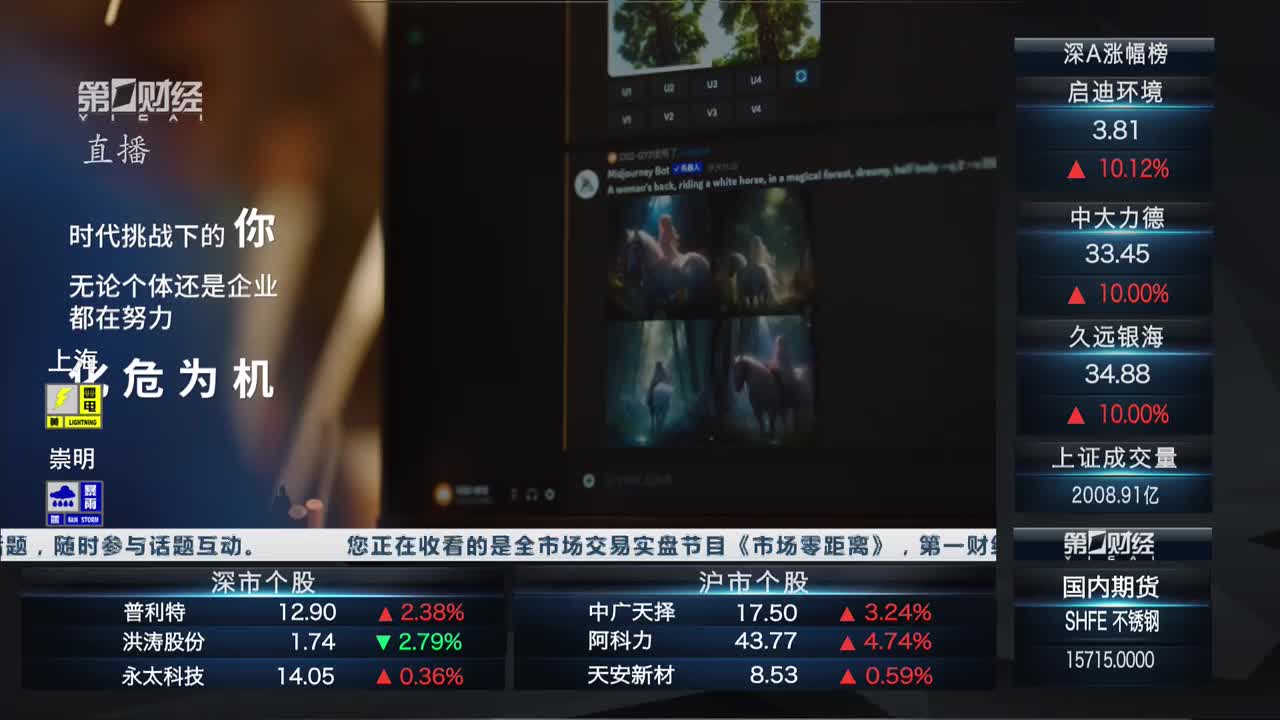 第一财经
YICAI
直播
时代挑战下的 你
无论个体还是企业
都在努力
化危为机
上海
雷电
黄 LIGHTNING
崇明
暴雨
蓝 RAIN STORM
U1 U2 U3 U4
V1 V2 V3 V4
Midjourney Bot ✓机器人
A woman's back, riding a white horse, in a magical forest, dreamy, half body
深A涨幅榜
启迪环境
3.81
▲ 10.12%
中大力德
33.45
▲ 10.00%
久远银海
34.88
▲ 10.00%
上证成交量
2008.91亿
第一财经
YICAI
国内期货
SHFE 不锈钢
15715.0000
题，随时参与话题互动。 您正在收看的是全市场交易实盘节目《市场零距离》，第一财经
深市个股
普利特 12.90 ▲ 2.38%
洪涛股份 1.74 ▼ 2.79%
永太科技 14.05 ▲ 0.36%
沪市个股
中广天择 17.50 ▲ 3.24%
阿科力 43.77 ▲ 4.74%
天安新材 8.53 ▲ 0.59%